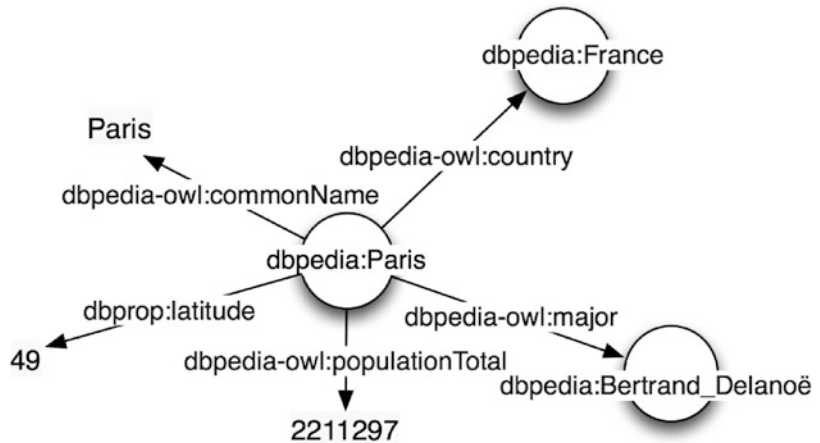 dbpedia:France
Paris
dbpedia-owl:country
dbpedia-owl:commonName
dbpedia:Paris
dbprop:latitude
dbpedia-owl:major
49
dbpedia-owl:populationTotal
dbpedia:Bertrand_Delanoë
2211297